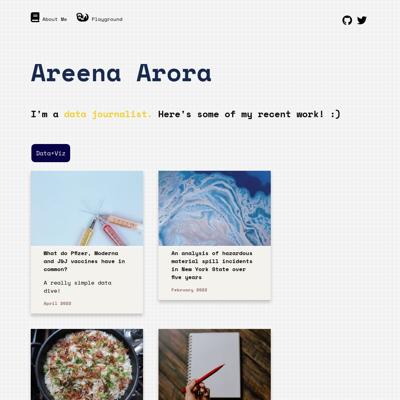 About Me Playground
Areena Arora
I'm a data journalist. Here's some of my recent work! :)
Data+Viz
What do Pfizer, Moderna
and J&J vaccines have in
common?
A really simple data
dive!
April 2022
An analysis of hazardous
material spill incidents
in New York State over
five years
February 2022